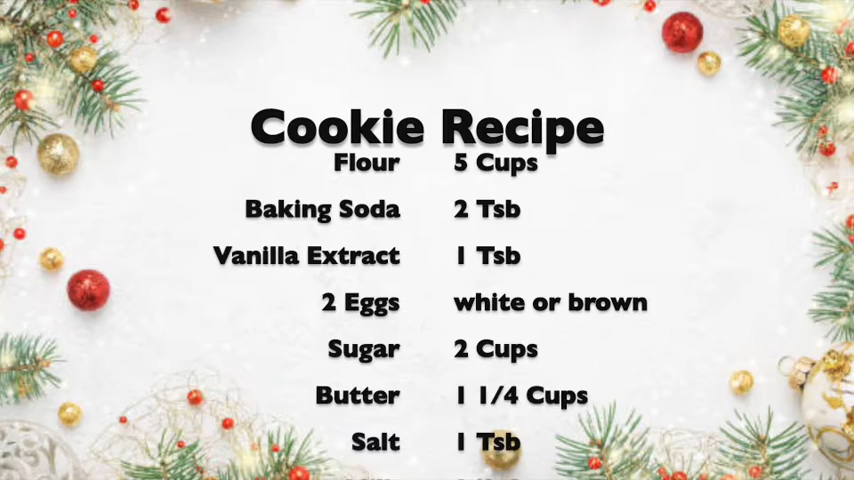 Cookie Recipe
Flour 5 Cups
Baking Soda 2 Tsb
Vanilla Extract 1 Tsb
2 Eggs white or brown
Sugar 2 Cups
Butter 1 1/4 Cups
Salt 1 Tsb